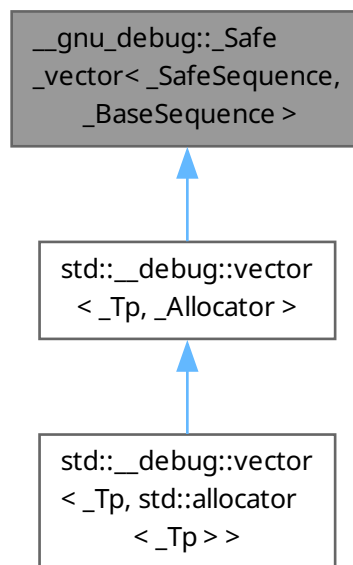 __gnu_debug::_Safe
_vector< _SafeSequence,
_BaseSequence >
std::__debug::vector
< _Tp, _Allocator >
std::__debug::vector
< _Tp, std::allocator
< _Tp > >